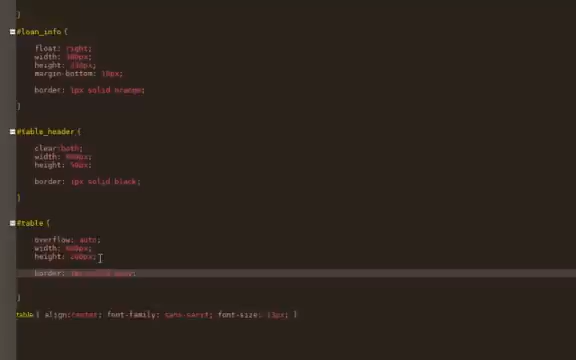 }
#loan_info {
float: right;
width: 300px;
height: 230px;
margin-bottom: 10px;
border: 1px solid orange;
}
#table_header {
clear:both;
width: 800px;
height: 50px;
border: 1px solid black;
}
#table {
overflow: auto;
width: 800px;
height: 200px;
border: 1px solid
}
table { align:center; font-family: sans-serif; font-size: 13px; }